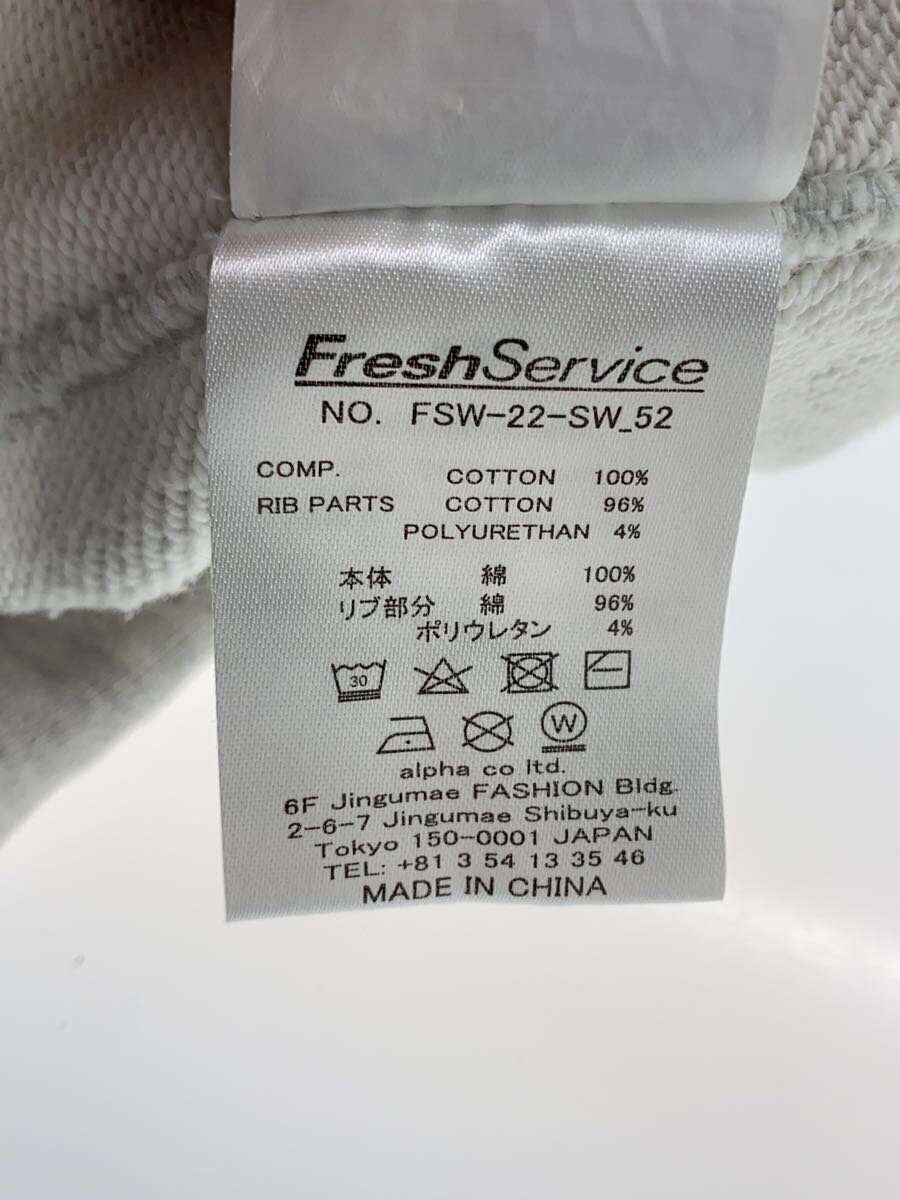 FreshService
NO. FSW-22-SW_52
COMP. COTTON 100%
RIB PARTS COTTON 96%
POLYURETHAN 4%
本体 綿 100%
リブ部分 綿 96%
ポリウレタン 4%
30
W
alpha co ltd.
6F Jingumae FASHION Bldg.
2-6-7 Jingumae Shibuya-ku
Tokyo 150-0001 JAPAN
TEL: +81 3 54 13 35 46
MADE IN CHINA